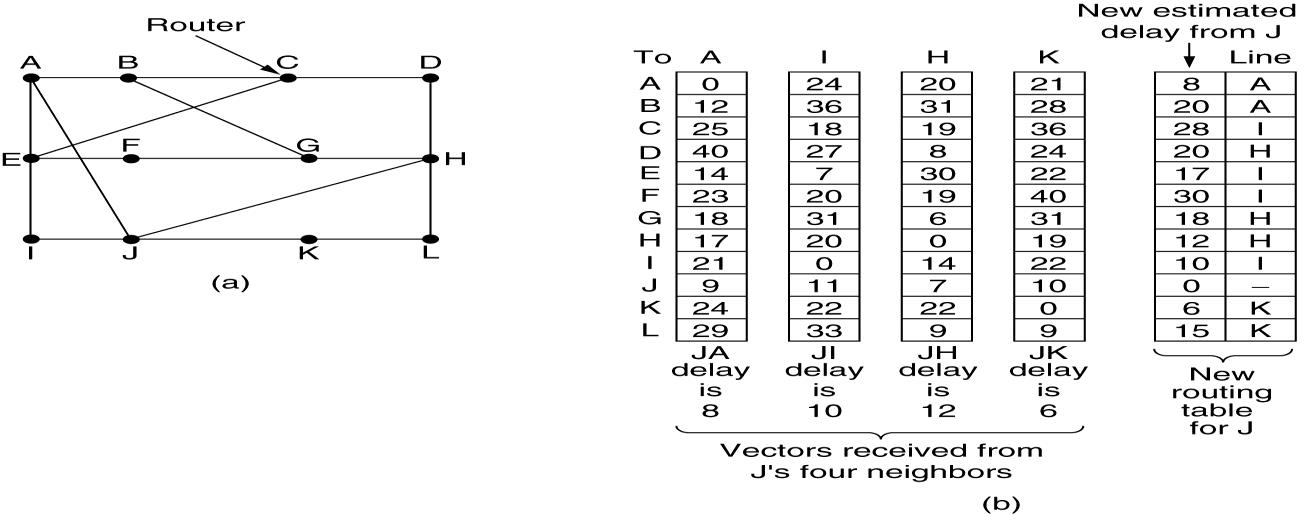 Router
A B C D
E F G H
I J K L
(a)
New estimated
delay from J
To A I H K Line
A 0 24 20 21 8 A
B 12 36 31 28 20 A
C 25 18 19 36 28 I
D 40 27 8 24 20 H
E 14 7 30 22 17 I
F 23 20 19 40 30 I
G 18 31 6 31 18 H
H 17 20 0 19 12 H
I 21 0 14 22 10 I
J 9 11 7 10 0 –
K 24 22 22 0 6 K
L 29 33 9 9 15 K
JA JI JH JK
delay delay delay delay
is is is is
8 10 12 6
New
routing
table
for J
Vectors received from
J's four neighbors
(b)